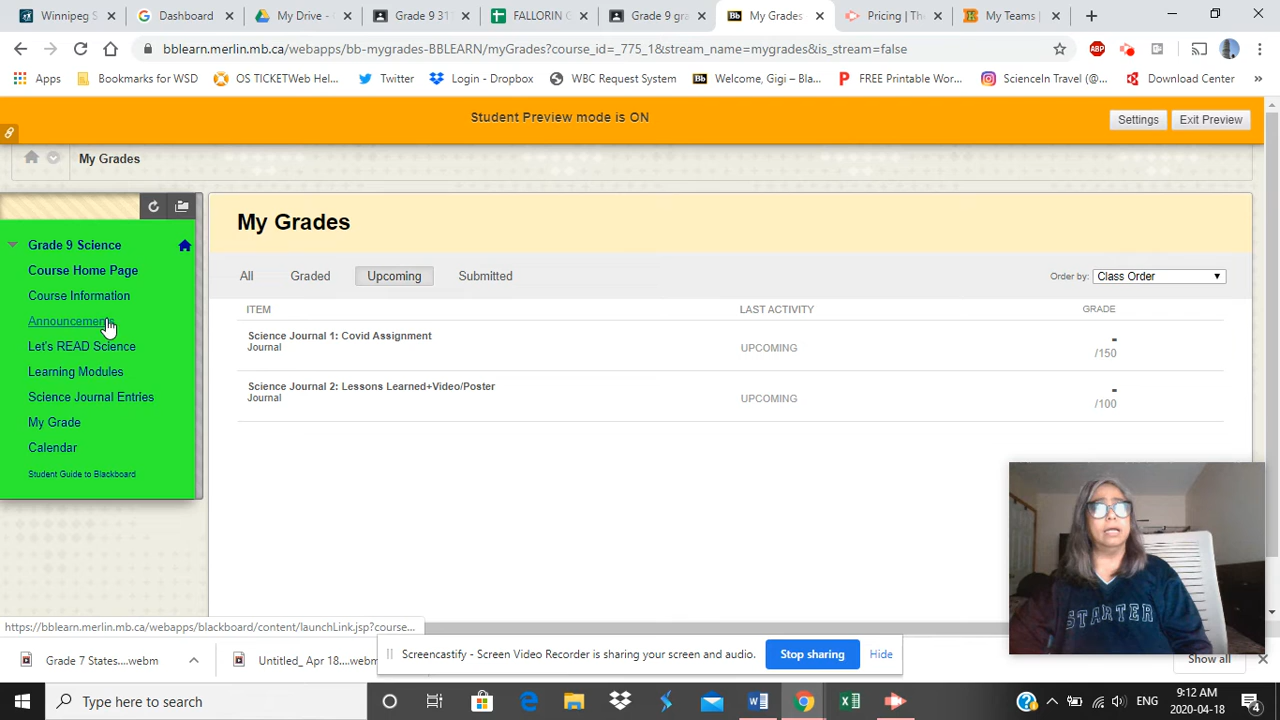 Winnipeg S
Dashboard
My Drive - G
Grade 9 311
FALLORIN C
Grade 9 gra
My Grades
Pricing | The
My Teams |
bblearn.merlin.mb.ca/webapps/bb-mygrades-BBLEARN/myGrades?course_id=_775_1&stream_name=mygrades&is_stream=false
Apps
Bookmarks for WSD
OS TICKETWeb Hel...
Twitter
Login - Dropbox
WBC Request System
Welcome, Gigi – Bla...
FREE Printable Wor...
ScienceIn Travel (@...
Download Center
Student Preview mode is ON
Settings
Exit Preview
My Grades
Grade 9 Science
Course Home Page
Course Information
Announcements
Let's READ Science
Learning Modules
Science Journal Entries
My Grade
Calendar
Student Guide to Blackboard
My Grades
All
Graded
Upcoming
Submitted
Order by:
Class Order
ITEM
LAST ACTIVITY
GRADE
Science Journal 1: Covid Assignment
Journal
UPCOMING
-
/150
Science Journal 2: Lessons Learned+Video/Poster
Journal
UPCOMING
-
/100
STARTER
https://bblearn.merlin.mb.ca/webapps/blackboard/content/launchLink.jsp?course...
Grade 7 States....webm
Untitled_ Apr 18....webm
Screencastify - Screen Video Recorder is sharing your screen and audio.
Stop sharing
Hide
Show all
Type here to search
ENG
9:12 AM
2020-04-18
4